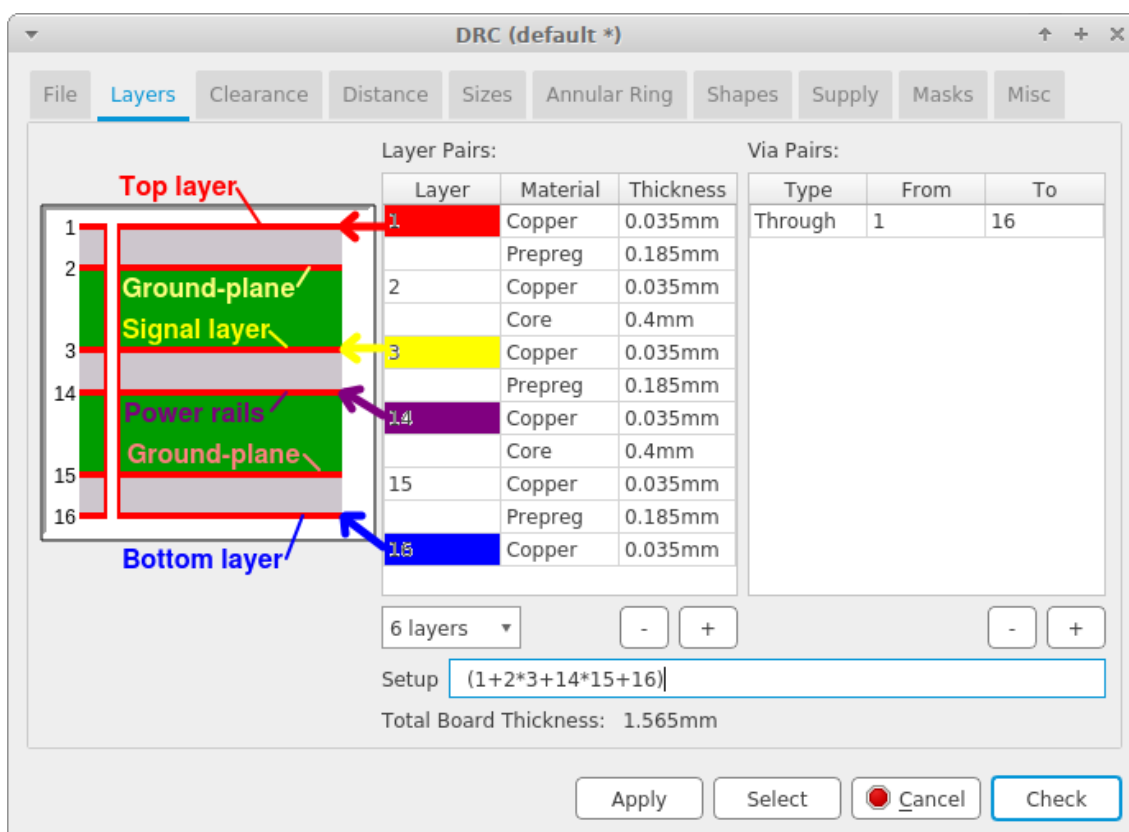 DRC (default *)
File Layers Clearance Distance Sizes Annular Ring Shapes Supply Masks Misc
Layer Pairs: Via Pairs:
Layer Material Thickness Type From To
Top layer
1 1 Copper 0.035mm Through 1 16
Prepreg 0.185mm
2 Ground-plane 2 Copper 0.035mm
Signal layer Core 0.4mm
3 3 Copper 0.035mm
Prepreg 0.185mm
14 Power rails 14 Copper 0.035mm
Ground-plane Core 0.4mm
15 15 Copper 0.035mm
16 Prepreg 0.185mm
Bottom layer 16 Copper 0.035mm
6 layers - + - +
Setup (1+2*3+14*15+16)
Total Board Thickness: 1.565mm
Apply Select Cancel Check